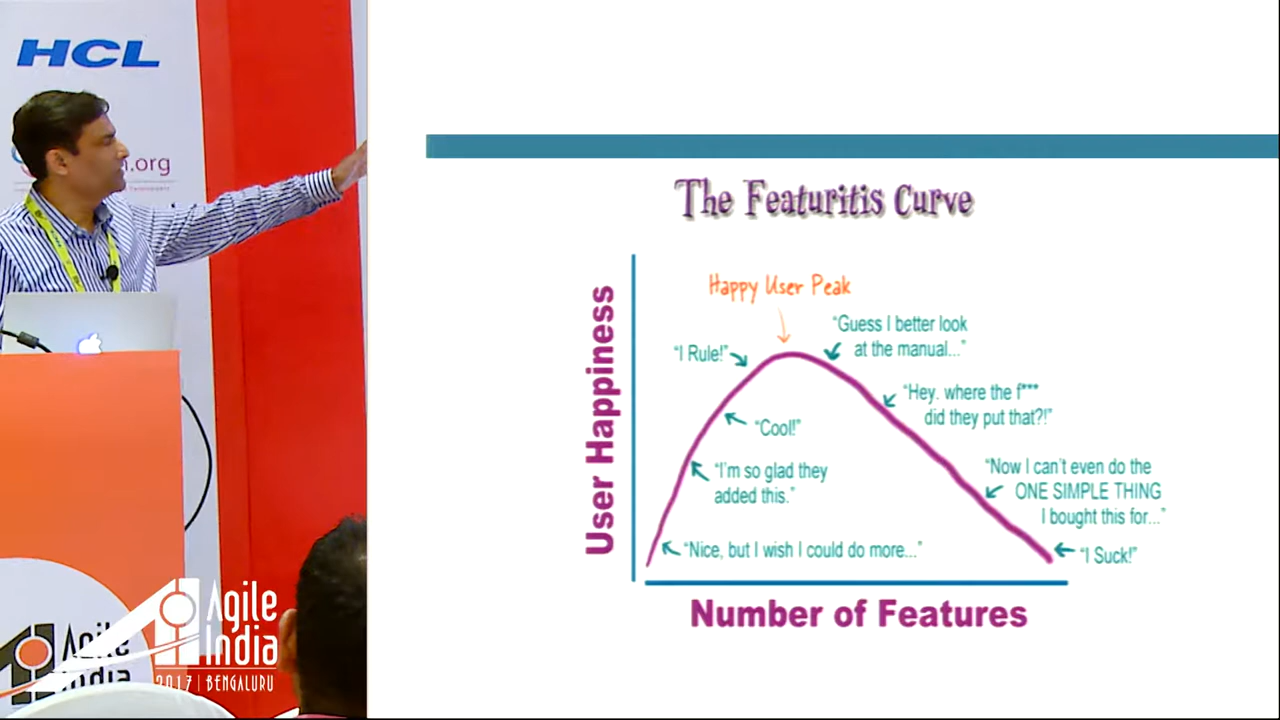 HCL
.org
The Featuritis Curve
User Happiness
Happy User Peak
"I Rule!"
"Guess I better look
at the manual..."
"Hey. where the f***
did they put that?!"
"Cool!"
"I'm so glad they
added this."
"Now I can't even do the
ONE SIMPLE THING
I bought this for..."
"Nice, but I wish I could do more..."
"I Suck!"
Number of Features
Agile
India
2017 | BENGALURU
Agile
India